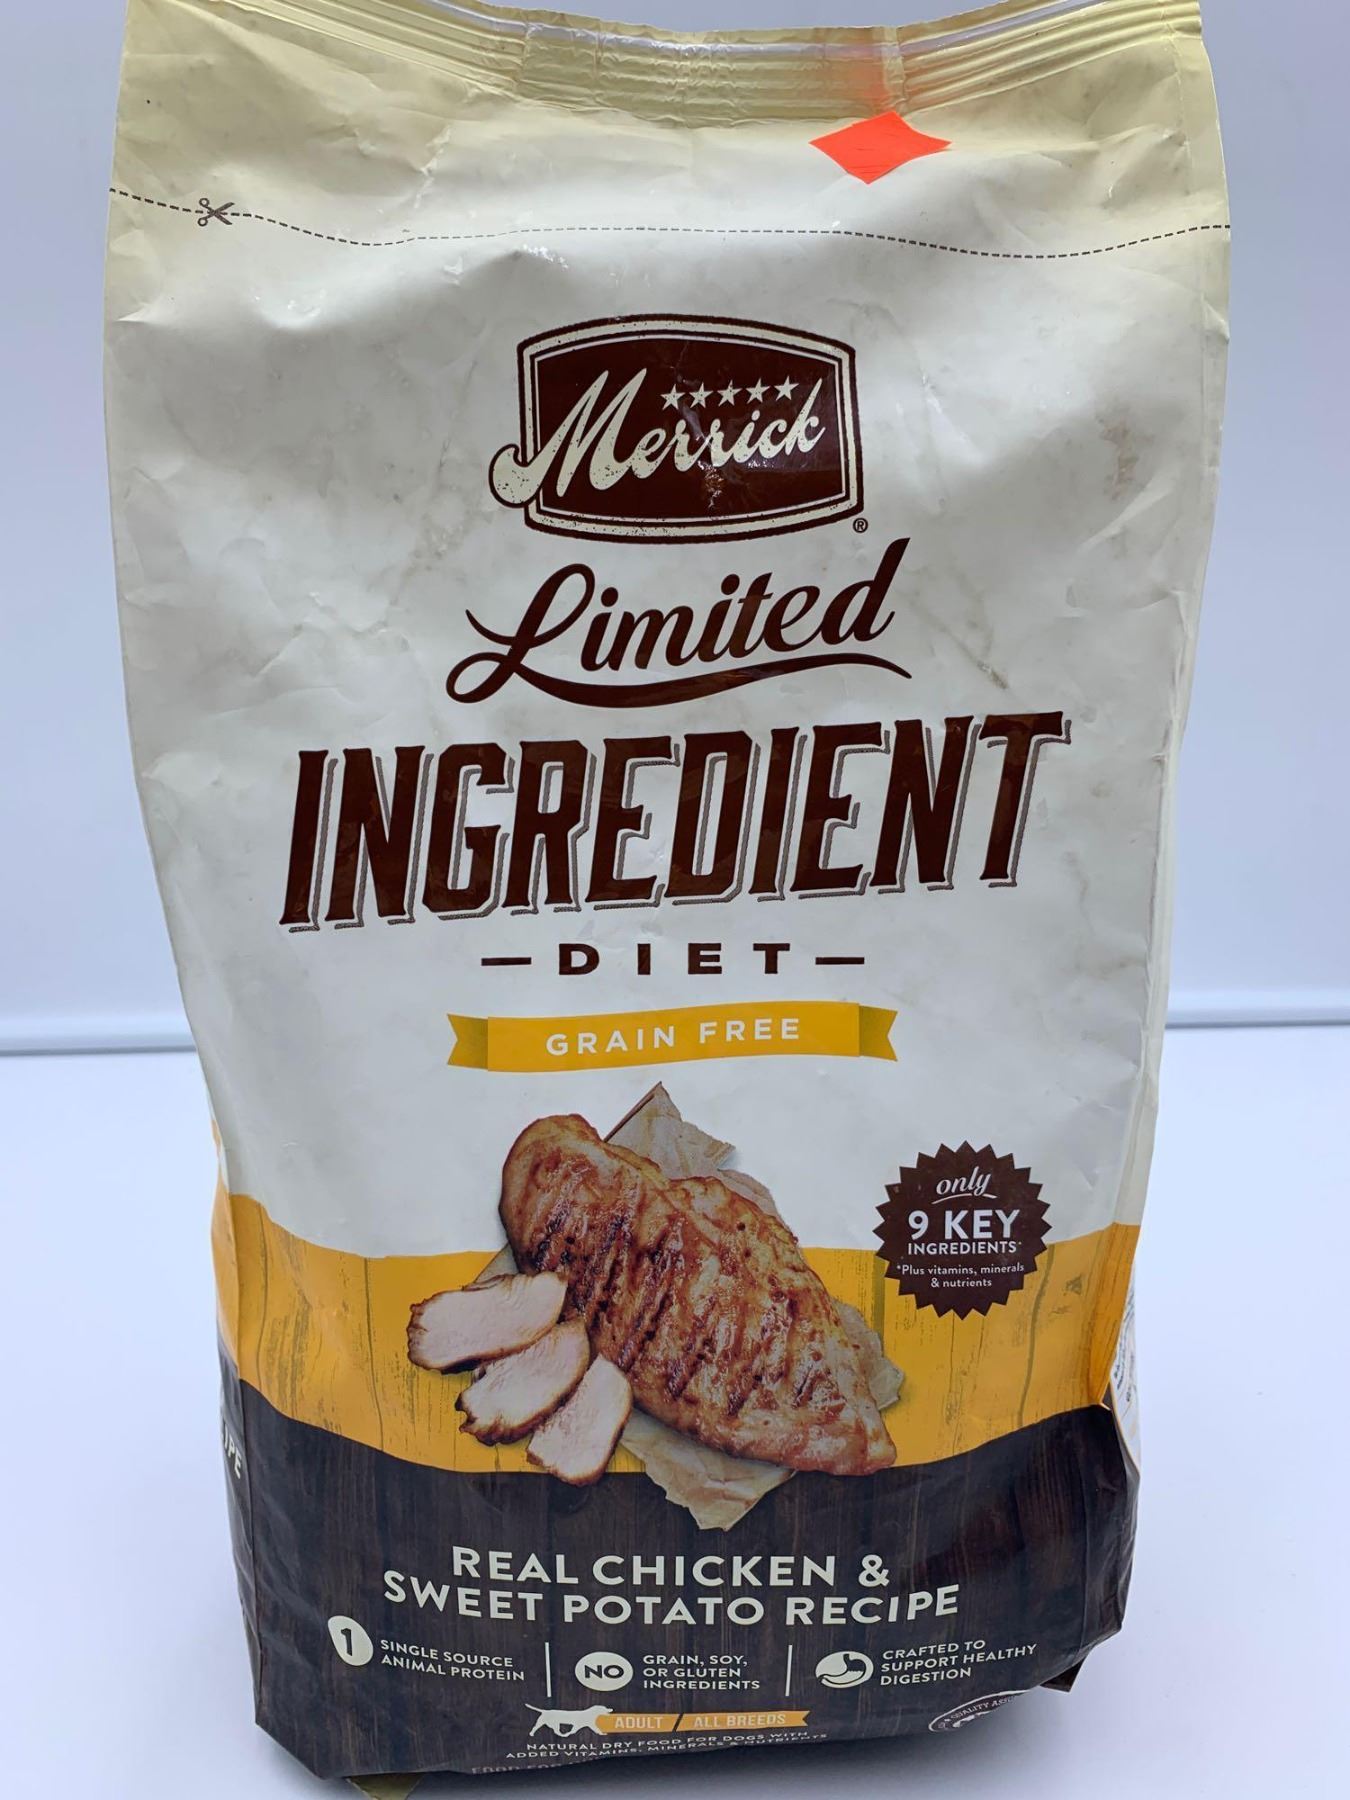 Merrick
®
Limited
INGREDIENT
– DIET –
GRAIN FREE
only
9 KEY
INGREDIENTS*
*Plus vitamins, minerals
& nutrients
REAL CHICKEN &
SWEET POTATO RECIPE
1
SINGLE SOURCE
ANIMAL PROTEIN
NO
GRAIN, SOY,
OR GLUTEN
INGREDIENTS
CRAFTED TO
SUPPORT HEALTHY
DIGESTION
ADULT / ALL BREEDS
NATURAL DRY FOOD FOR DOGS WITH
ADDED VITAMINS, MINERALS & NUTRIENTS
QUALITY